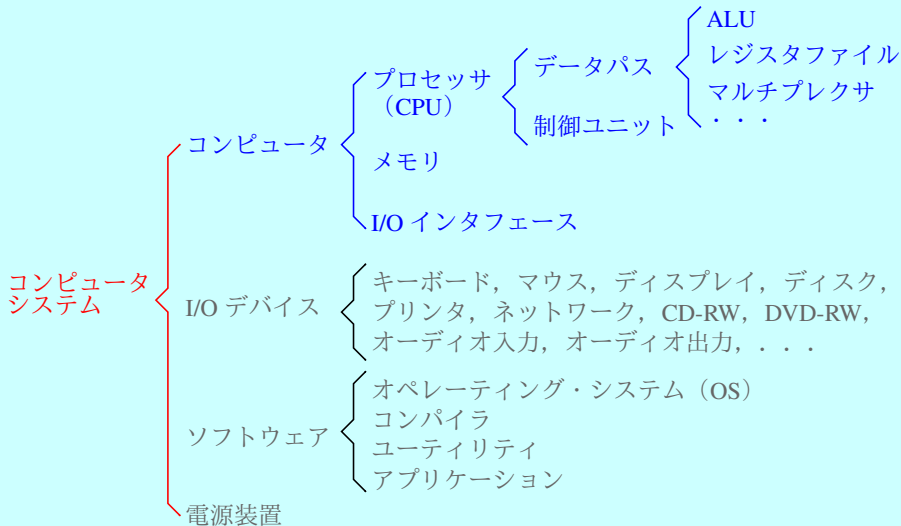 コンピュータ
システム
コンピュータ
プロセッサ
（CPU）
データパス
ALU
レジスタファイル
マルチプレクサ
・・・
制御ユニット
メモリ
I/O インタフェース
I/O デバイス
キーボード，マウス，ディスプレイ，ディスク，
プリンタ，ネットワーク，CD-RW，DVD-RW，
オーディオ入力，オーディオ出力，．．．
ソフトウェア
オペレーティング・システム（OS）
コンパイラ
ユーティリティ
アプリケーション
電源装置